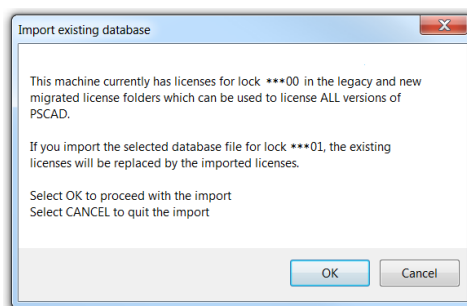 Import existing database
This machine currently has licenses for lock ***00 in the legacy and new
migrated license folders which can be used to license ALL versions of
PSCAD.
If you import the selected database file for lock ***01, the existing
licenses will be replaced by the imported licenses.
Select OK to proceed with the import
Select CANCEL to quit the import
OK Cancel